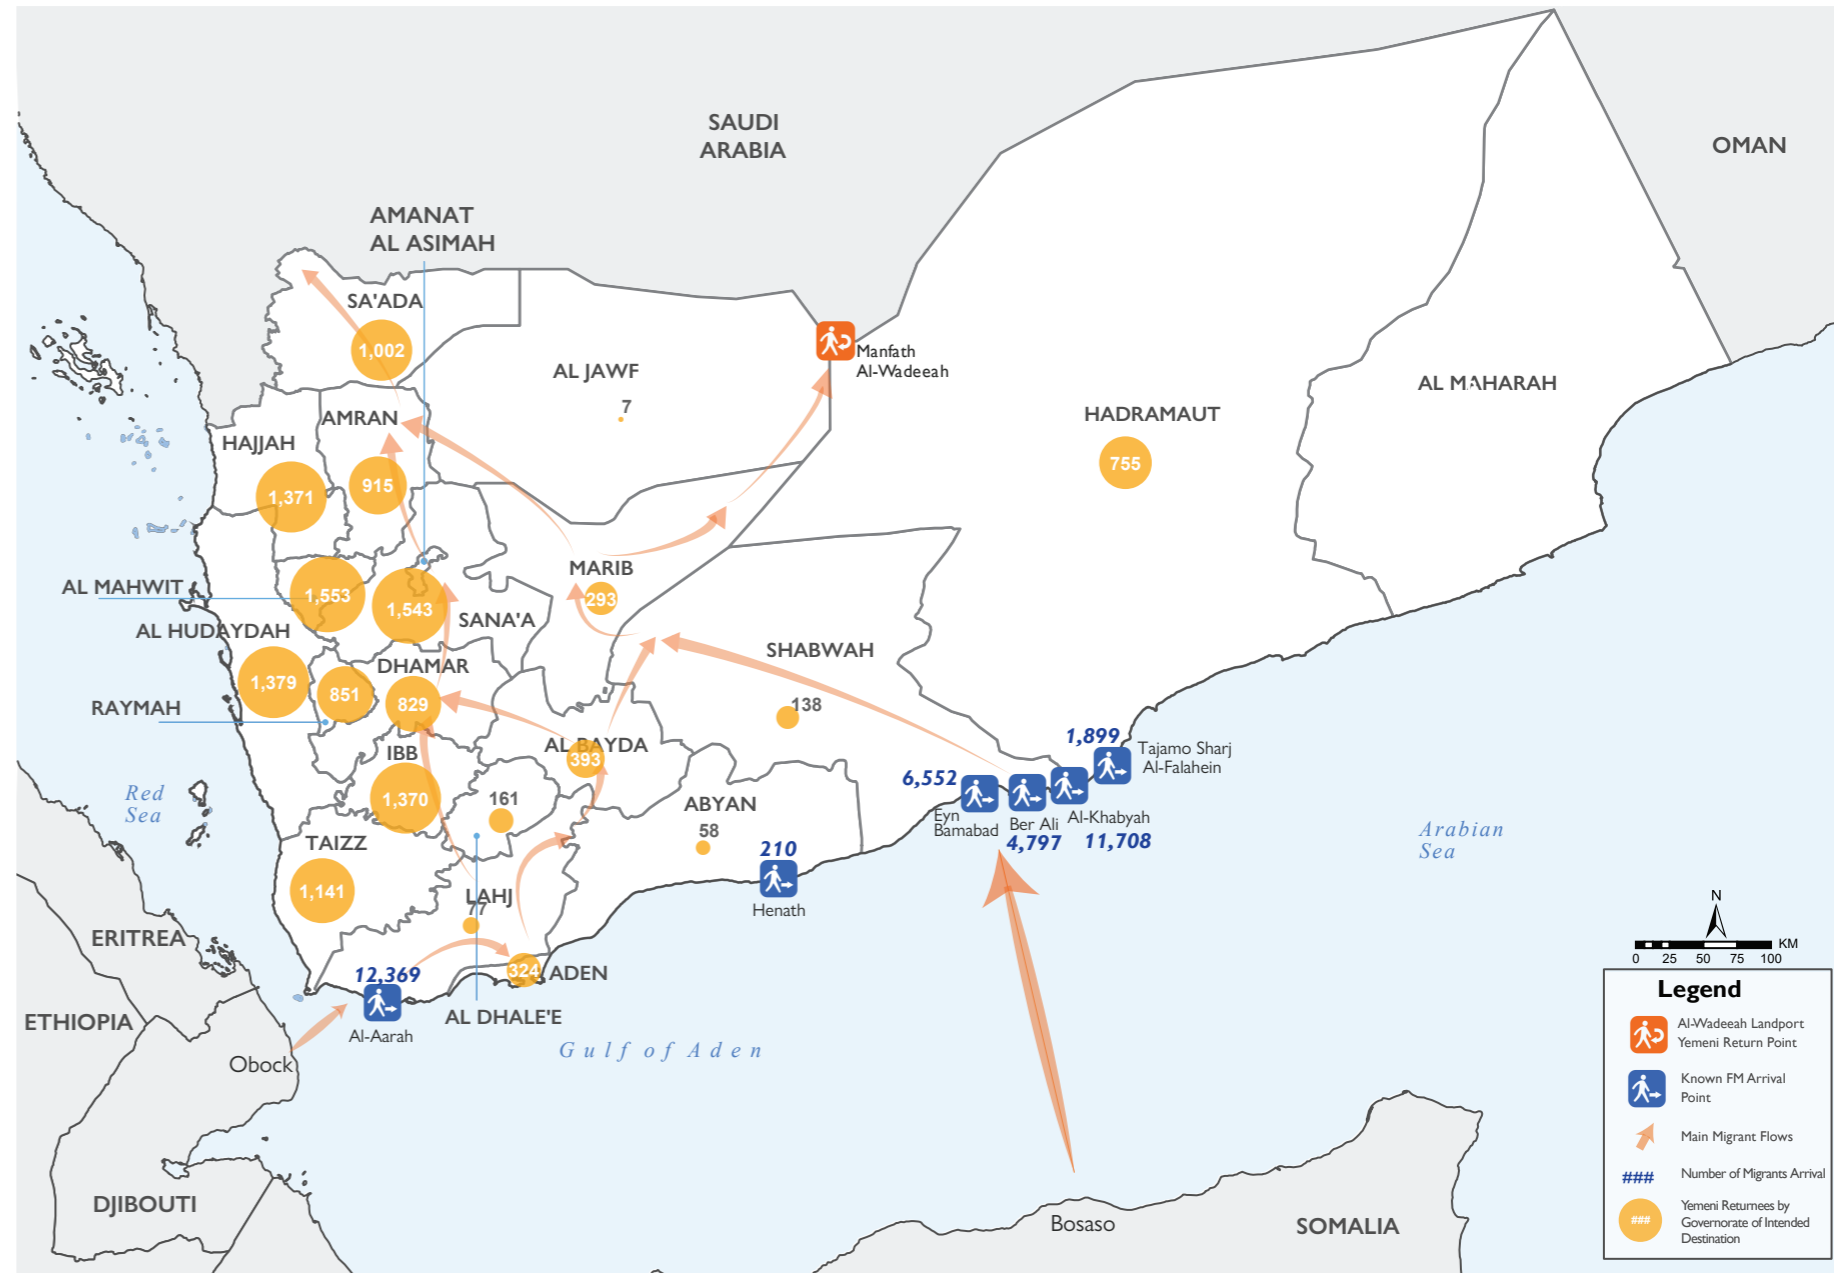 SAUDI
ARABIA
OMAN
AMANAT
AL ASIMAH
SA'ADA
1,002
Manfath
Al-Wadeeah
AL JAWF
7
AL MAHARAH
HADRAMAUT
755
AMRAN
915
HAJJAH
1,371
MARIB
293
AL MAHWIT
1,553
1,543
SANA'A
AL HUDAYDAH
1,379
SHABWAH
138
DHAMAR
829
851
RAYMAH
IBB
1,370
AL BAYDA
393
1,899
Tajamo Sharj
Al-Falahein
6,552
Eyn
Bamabad
Ber Ali
4,797
Al-Khabyah
11,708
161
ABYAN
58
Red
Sea
Arabian
Sea
TAIZZ
1,141
210
Henath
LAHJ
77
ERITREA
12,369
Al-Aarah
324
ADEN
ETHIOPIA
AL DHALE'E
Gulf of Aden
Obock
DJIBOUTI
Bosaso
SOMALIA
N
KM
0 25 50 75 100
Legend
Al-Wadeeah Landport
Yemeni Return Point
Known FM Arrival
Point
Main Migrant Flows
### Number of Migrants Arrival
###
Yemeni Returnees by
Governorate of Intended
Destination